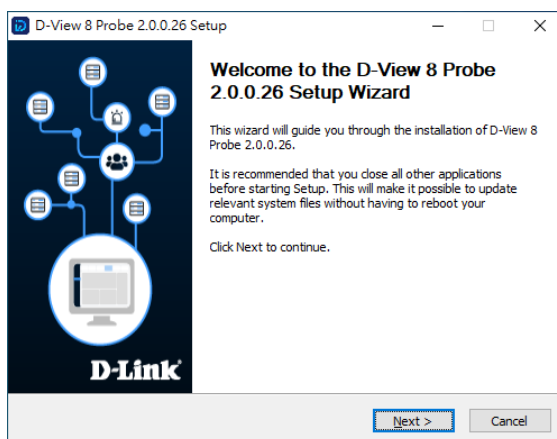 D-View 8 Probe 2.0.0.26 Setup
Welcome to the D-View 8 Probe
2.0.0.26 Setup Wizard
This wizard will guide you through the installation of D-View 8
Probe 2.0.0.26.
It is recommended that you close all other applications
before starting Setup. This will make it possible to update
relevant system files without having to reboot your
computer.
Click Next to continue.
D-Link
Next >
Cancel